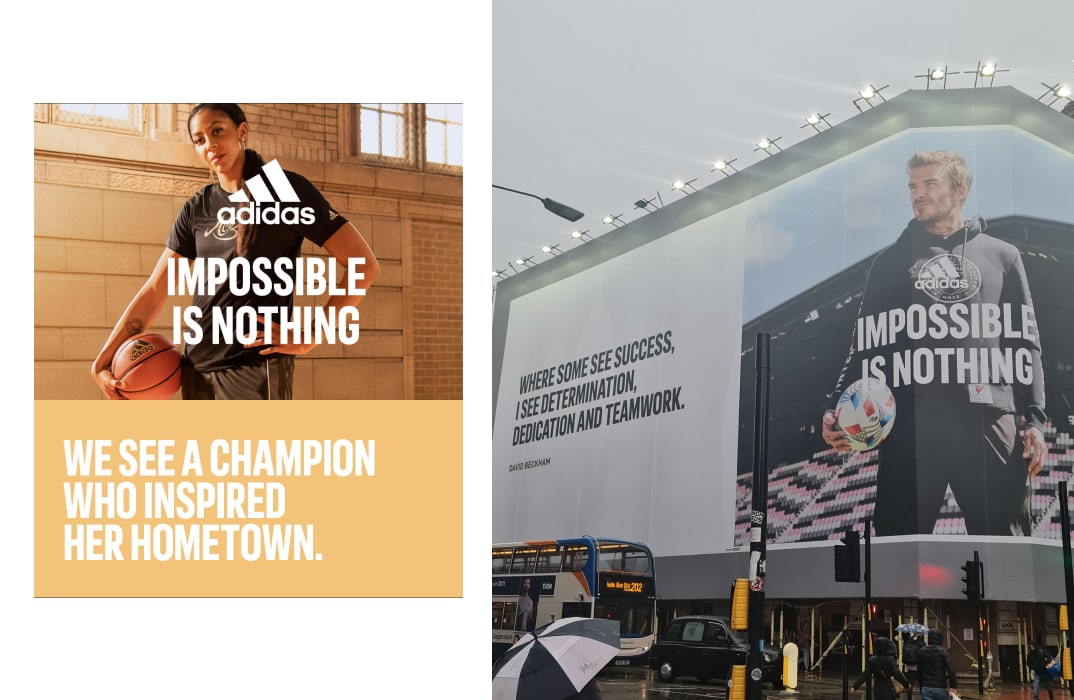 adidas
IMPOSSIBLE
IS NOTHING
WE SEE A CHAMPION
WHO INSPIRED
HER HOMETOWN.
WHERE SOME SEE SUCCESS,
I SEE DETERMINATION,
DEDICATION AND TEAMWORK.
DAVID BECKHAM
adidas
IMPOSSIBLE
IS NOTHING
202